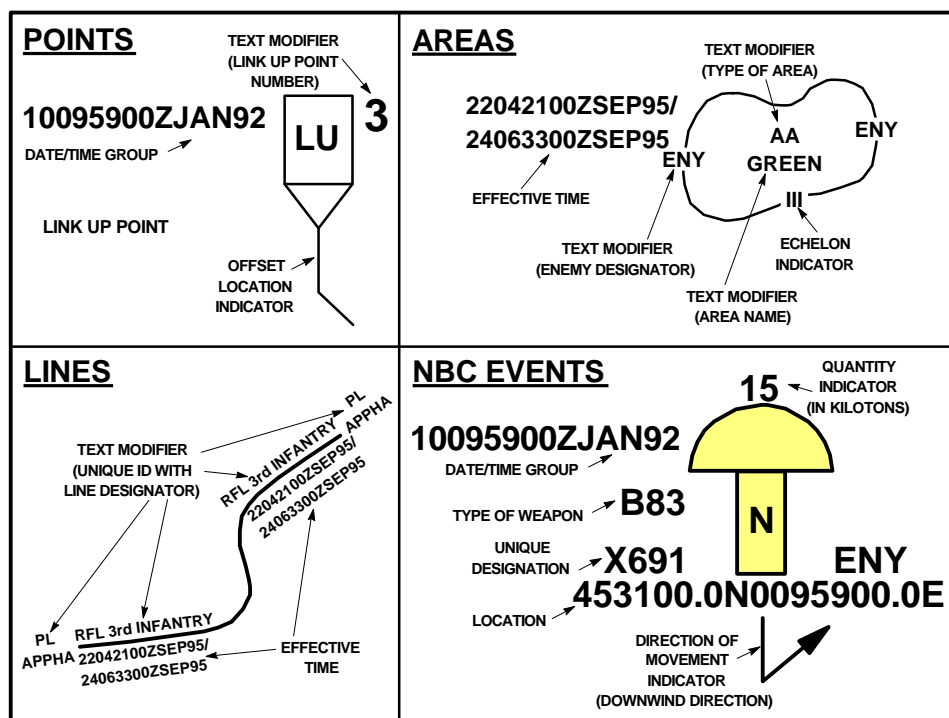 POINTS
TEXT MODIFIER
(LINK UP POINT
NUMBER)
10095900ZJAN92
3
LU
DATE/TIME GROUP
LINK UP POINT
OFFSET
LOCATION
INDICATOR
AREAS
TEXT MODIFIER
(TYPE OF AREA)
22042100ZSEP95/
24063300ZSEP95
ENY
AA
GREEN
ENY
III
EFFECTIVE TIME
TEXT MODIFIER
(ENEMY DESIGNATOR)
ECHELON
INDICATOR
TEXT MODIFIER
(AREA NAME)
LINES
PL
APPHA
TEXT MODIFIER
(UNIQUE ID WITH
LINE DESIGNATOR)
RFL 3rd INFANTRY
22042100ZSEP95/
24063300ZSEP95
PL
APPHA
RFL 3rd INFANTRY
22042100ZSEP95/
24063300ZSEP95
EFFECTIVE
TIME
NBC EVENTS
15
QUANTITY
INDICATOR
(IN KILOTONS)
10095900ZJAN92
DATE/TIME GROUP
TYPE OF WEAPON
B83
N
UNIQUE
DESIGNATION
X691
ENY
LOCATION
453100.0N0095900.0E
DIRECTION OF
MOVEMENT
INDICATOR
(DOWNWIND DIRECTION)